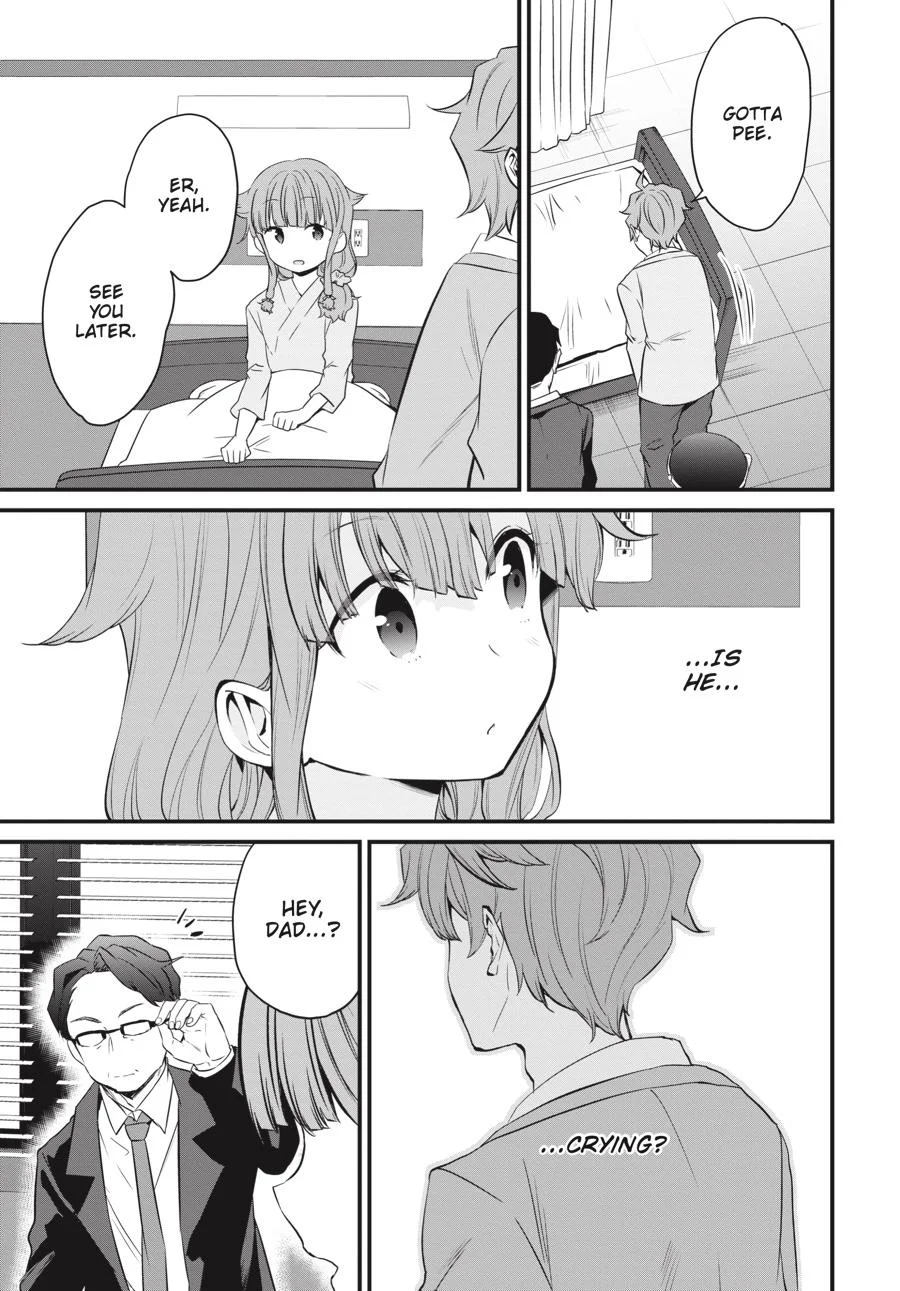 GOTTA
PEE.
ER,
YEAH.
SEE
YOU
LATER.
...IS
HE...
...CRYING?
HEY,
DAD...?